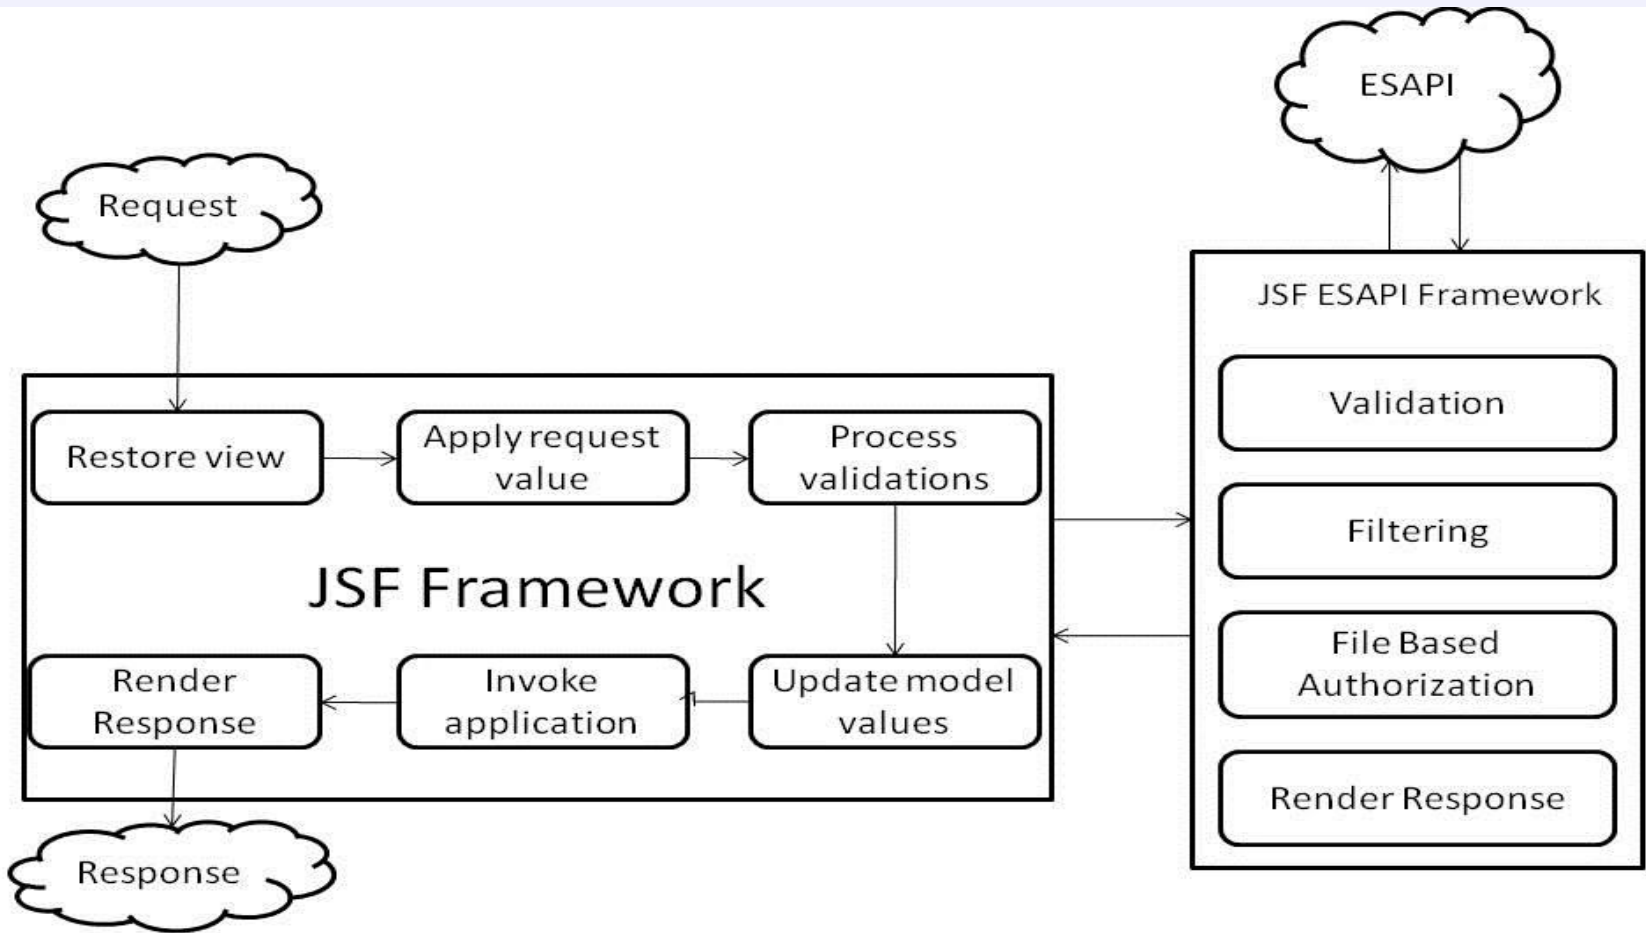 ESAPI
Request
JSF ESAPI Framework
Validation
Filtering
File Based
Authorization
Render Response
Restore view
Apply request
value
Process
validations
JSF Framework
Render
Response
Invoke
application
Update model
values
Response